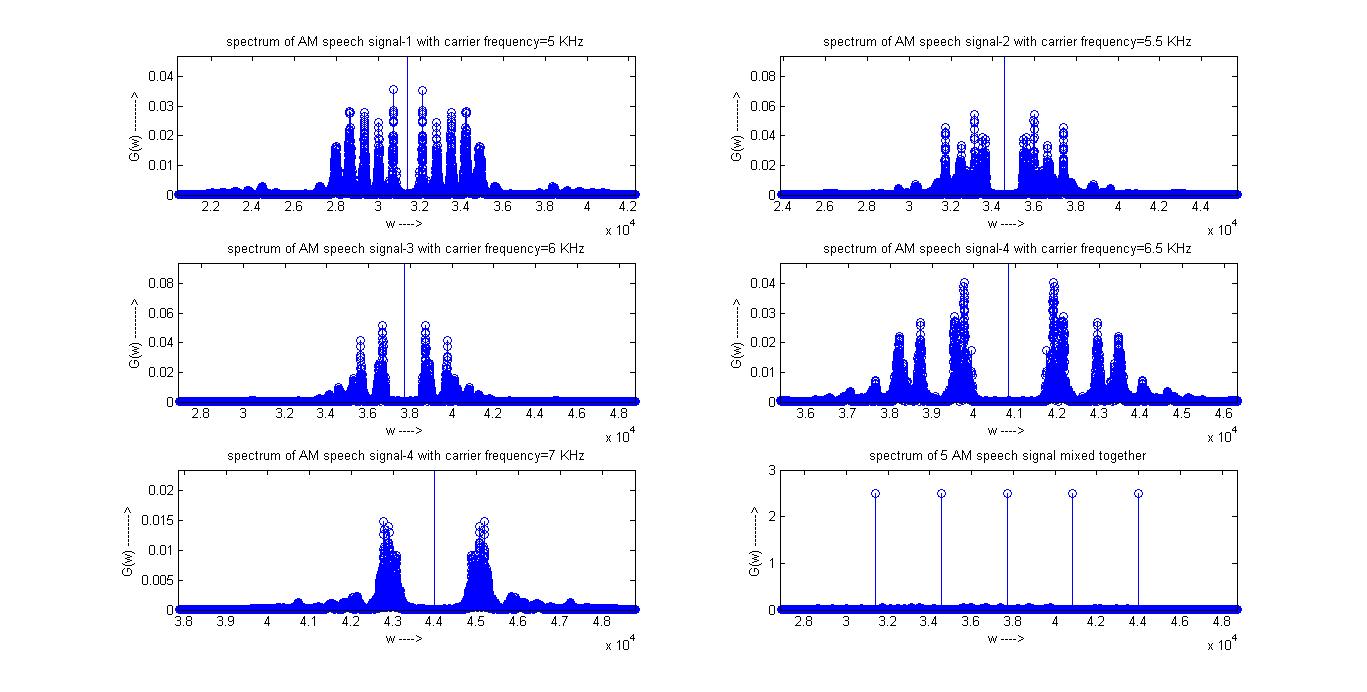 spectrum of AM speech signal-1 with carrier frequency=5 KHz
G(w) ------->
0.04
0.03
0.02
0.01
0
2.2 2.4 2.6 2.8 3 3.2 3.4 3.6 3.8 4 4.2
w ---->
x 10^4
spectrum of AM speech signal-2 with carrier frequency=5.5 KHz
G(w) ------->
0.08
0.06
0.04
0.02
0
2.4 2.6 2.8 3 3.2 3.4 3.6 3.8 4 4.2 4.4
w ---->
x 10^4
spectrum of AM speech signal-3 with carrier frequency=6 KHz
G(w) ------->
0.08
0.06
0.04
0.02
0
2.8 3 3.2 3.4 3.6 3.8 4 4.2 4.4 4.6 4.8
w ---->
x 10^4
spectrum of AM speech signal-4 with carrier frequency=6.5 KHz
G(w) ------->
0.04
0.03
0.02
0.01
0
3.6 3.7 3.8 3.9 4 4.1 4.2 4.3 4.4 4.5 4.6
w ---->
x 10^4
spectrum of AM speech signal-4 with carrier frequency=7 KHz
G(w) ------->
0.02
0.015
0.01
0.005
0
3.8 3.9 4 4.1 4.2 4.3 4.4 4.5 4.6 4.7 4.8
w ---->
x 10^4
spectrum of 5 AM speech signal mixed together
G(w) ------->
3
2
1
0
2.8 3 3.2 3.4 3.6 3.8 4 4.2 4.4 4.6 4.8
w ---->
x 10^4